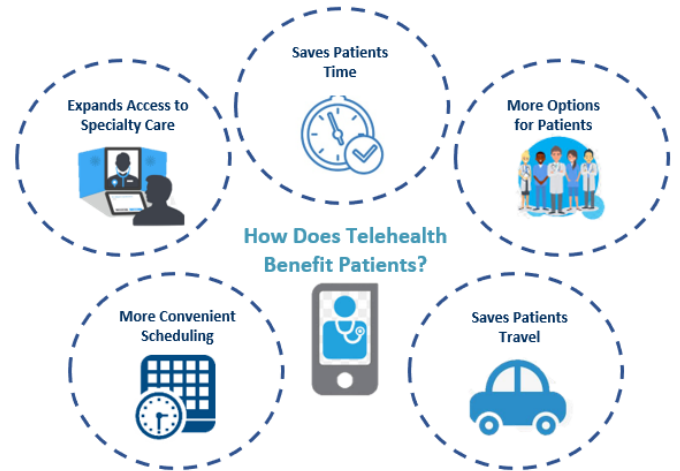 Saves Patients
Time
Expands Access to
Specialty Care
More Options
for Patients
How Does Telehealth
Benefit Patients?
More Convenient
Scheduling
Saves Patients
Travel